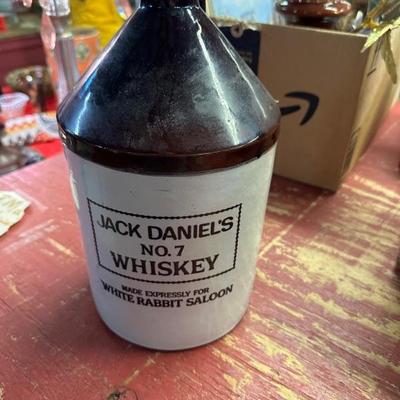 JACK DANIEL'S
NO. 7
WHISKEY
MADE EXPRESSLY FOR
WHITE RABBIT SALOON